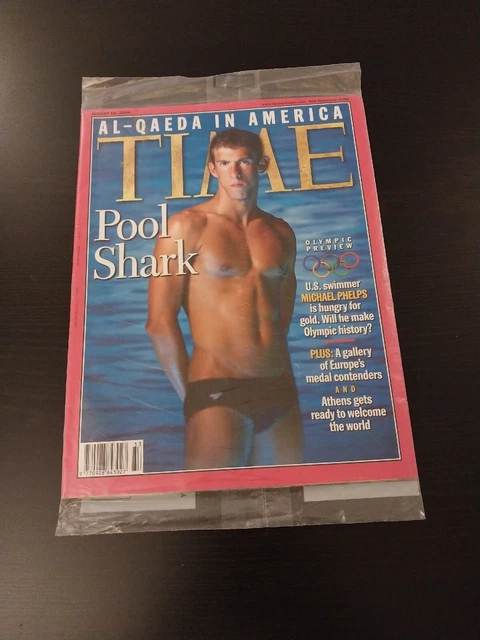 AL-QAEDA IN AMERICA
TIME
Pool
Shark
OLYMPIC
PREVIEW
U.S. swimmer
MICHAEL PHELPS
is hungry for
gold. Will he make
Olympic history?
PLUS: A gallery
of Europe's
medal contenders
AND
Athens gets
ready to welcome
the world
33